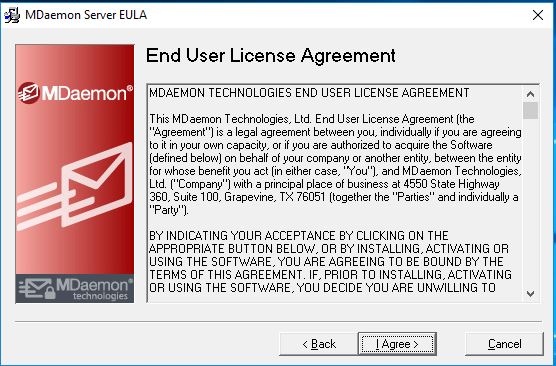 MDaemon Server EULA
End User License Agreement
MDaemon®
MDAEMON TECHNOLOGIES END USER LICENSE AGREEMENT
This MDaemon Technologies, Ltd. End User License Agreement (the
"Agreement") is a legal agreement between you, individually if you are agreeing
to it in your own capacity, or if you are authorized to acquire the Software
(defined below) on behalf of your company or another entity, between the entity
for whose benefit you act (in either case, "You"), and MDaemon Technologies,
Ltd. ("Company") with a principal place of business at 4550 State Highway
360, Suite 100, Grapevine, TX 76051 (together the "Parties" and individually a
"Party").
BY INDICATING YOUR ACCEPTANCE BY CLICKING ON THE
APPROPRIATE BUTTON BELOW, OR BY INSTALLING, ACTIVATING OR
USING THE SOFTWARE, YOU ARE AGREEING TO BE BOUND BY THE
TERMS OF THIS AGREEMENT. IF, PRIOR TO INSTALLING, ACTIVATING
OR USING THE SOFTWARE, YOU DECIDE YOU ARE UNWILLING TO
MDaemon
technologies
< Back
I Agree >
Cancel